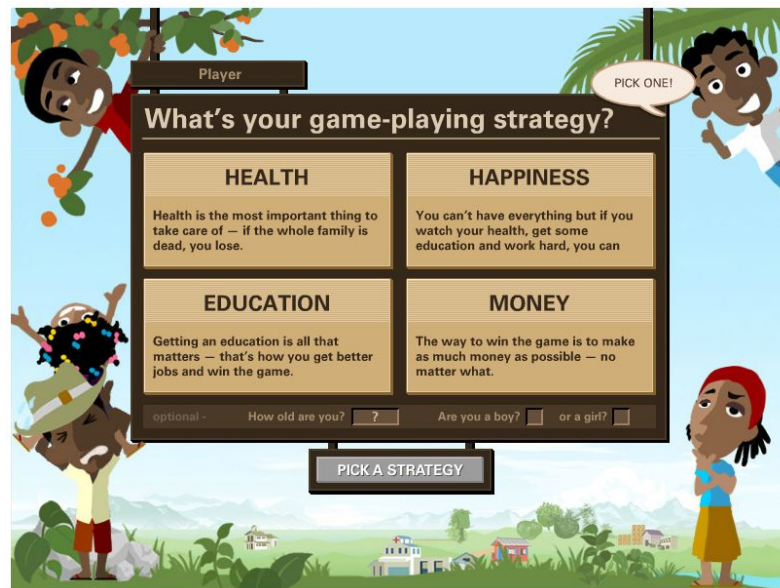 Player
PICK ONE!
What's your game-playing strategy?
HEALTH
Health is the most important thing to
take care of — if the whole family is
dead, you lose.
HAPPINESS
You can't have everything but if you
watch your health, get some
education and work hard, you can
EDUCATION
Getting an education is all that
matters — that's how you get better
jobs and win the game.
MONEY
The way to win the game is to make
as much money as possible — no
matter what.
optional - How old are you? ? Are you a boy? or a girl?
PICK A STRATEGY